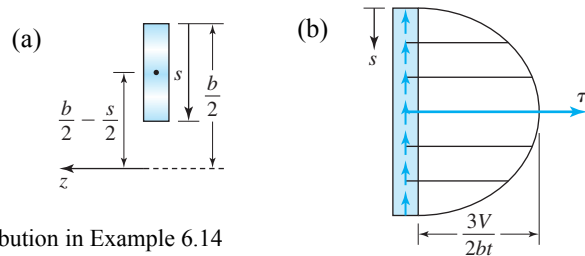 (a)
s
b/2
b/2 − s/2
z
(b)
s
τ
3V/2bt
bution in Example 6.14